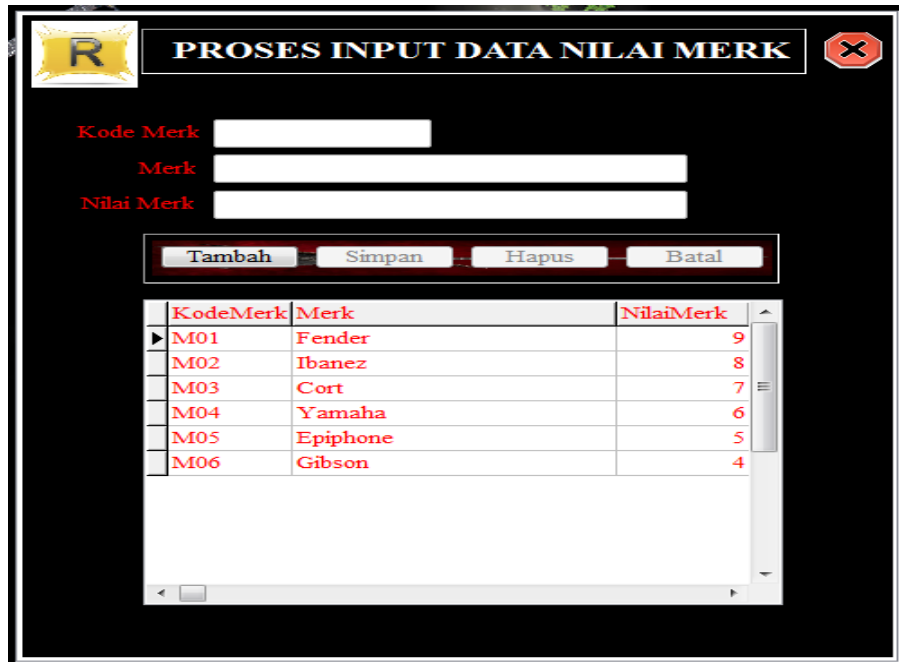 R
PROSES INPUT DATA NILAI MERK
Kode Merk
Merk
Nilai Merk
Tambah Simpan Hapus Batal
KodeMerk Merk NilaiMerk
M01 Fender 9
M02 Ibanez 8
M03 Cort 7
M04 Yamaha 6
M05 Epiphone 5
M06 Gibson 4